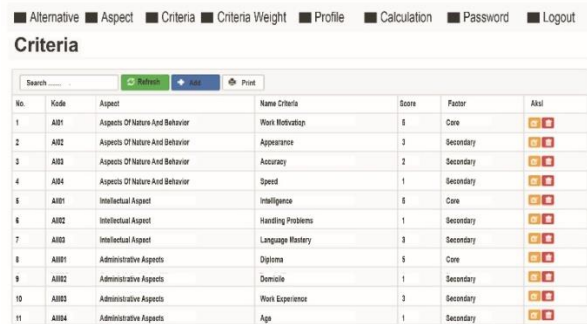 Alternative Aspect Criteria Criteria Weight Profile Calculation Password Logout
Criteria
Search ....... Refresh Add Print
No. Kode Aspect Name Criteria Score Factor Aksi
1 AI01 Aspects Of Nature And Behavior Work Motivation 5 Core
2 AI02 Aspects Of Nature And Behavior Appearance 3 Secondary
3 AI03 Aspects Of Nature And Behavior Accuracy 2 Secondary
4 AI04 Aspects Of Nature And Behavior Speed 1 Secondary
5 AII01 Intellectual Aspect Intelligence 5 Core
6 AII02 Intellectual Aspect Handling Problems 1 Secondary
7 AII03 Intellectual Aspect Language Mastery 3 Secondary
8 AIII01 Administrative Aspects Diploma 5 Core
9 AIII02 Administrative Aspects Domicile 1 Secondary
10 AIII03 Administrative Aspects Work Experience 3 Secondary
11 AIII04 Administrative Aspects Age 1 Secondary